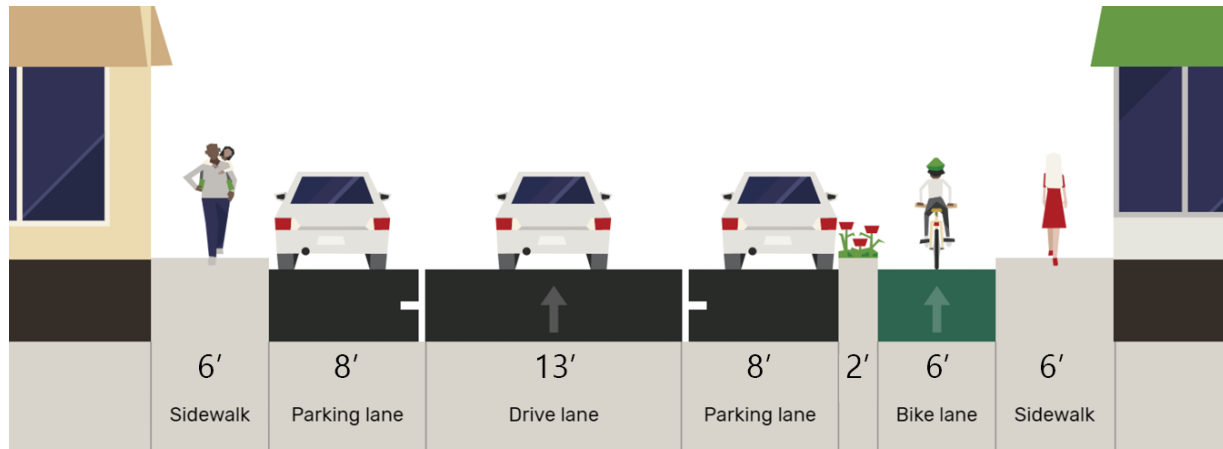 6′ 8′ 13′ 8′ 2′ 6′ 6′
Sidewalk Parking lane Drive lane Parking lane Bike lane Sidewalk